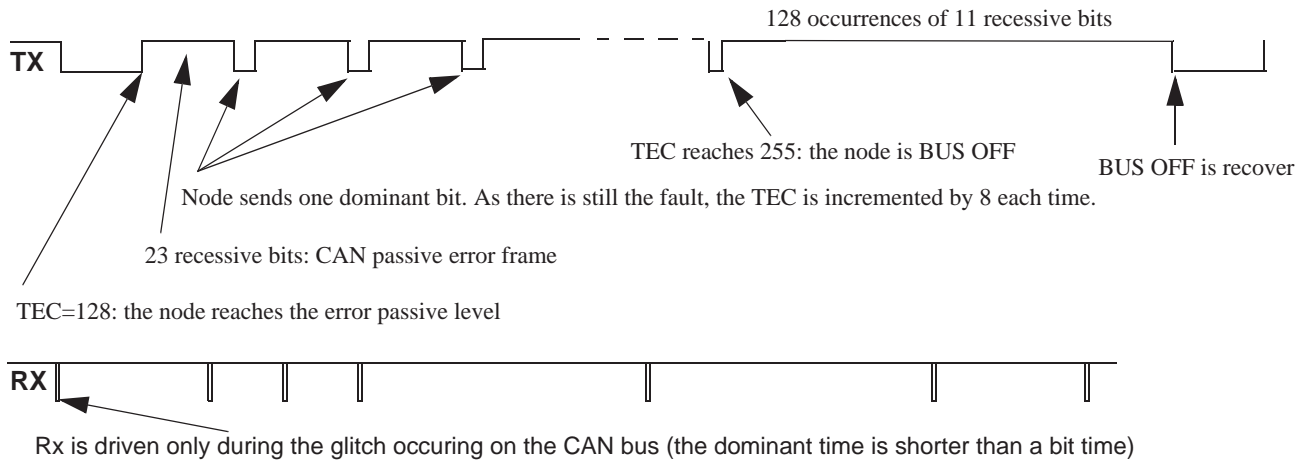 128 occurrences of 11 recessive bits
TX
TEC reaches 255: the node is BUS OFF
BUS OFF is recover
Node sends one dominant bit. As there is still the fault, the TEC is incremented by 8 each time.
23 recessive bits: CAN passive error frame
TEC=128: the node reaches the error passive level
RX
Rx is driven only during the glitch occuring on the CAN bus (the dominant time is shorter than a bit time)